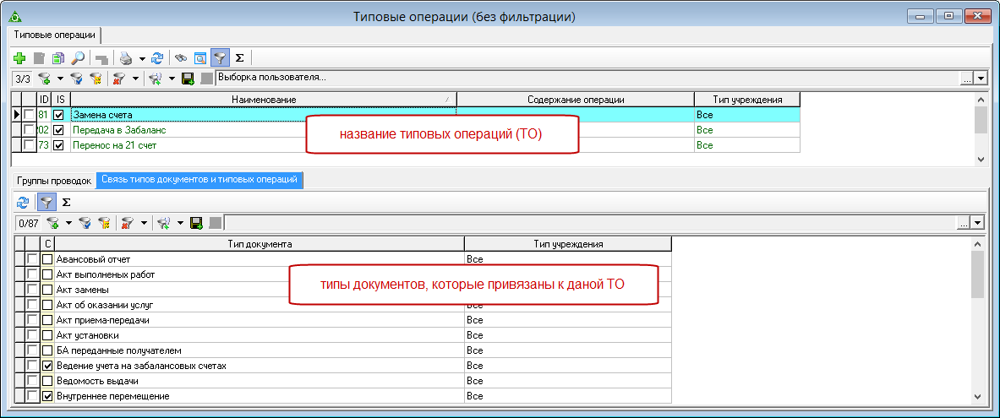 Типовые операции (без фильтрации)
Типовые операции
Σ
3/3 Выборка пользователя... ...
ID IS Наименование / Содержание операции Тип учреждения
81 Замена счета Все
202 Передача в Забаланс Все
73 Перенос на 21 счет Все
название типовых операций (ТО)
Группы проводок Связь типов документов и типовых операций
Σ
0/87 ...
С Тип документа Тип учреждения
Авансовый отчет Все
Акт выполненых работ
Акт замены
типы документов, которые привязаны к даной ТО
Акт об оказании услуг Все
Акт приема-передачи Все
Акт установки Все
БА переданные получателем Все
Ведение учета на забалансовых счетах Все
Ведомость выдачи Все
Внутреннее перемещение Все